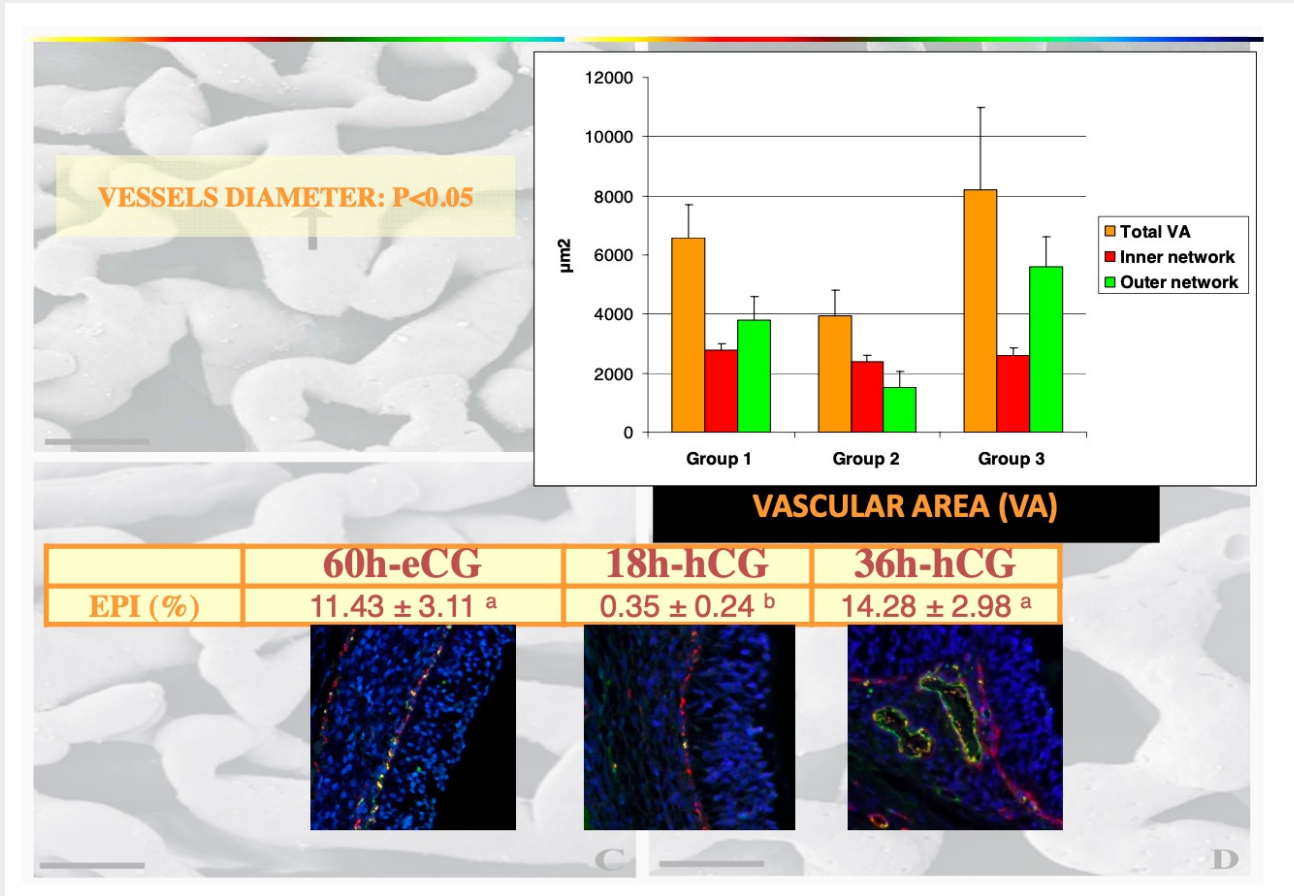 VESSELS DIAMETER: P<0.05
12000
10000
8000
6000
4000
2000
0
µm2
Group 1 Group 2 Group 3
Total VA
Inner network
Outer network
VASCULAR AREA (VA)
60h-eCG 18h-hCG 36h-hCG
EPI (%) 11.43 ± 3.11 a 0.35 ± 0.24 b 14.28 ± 2.98 a
C D